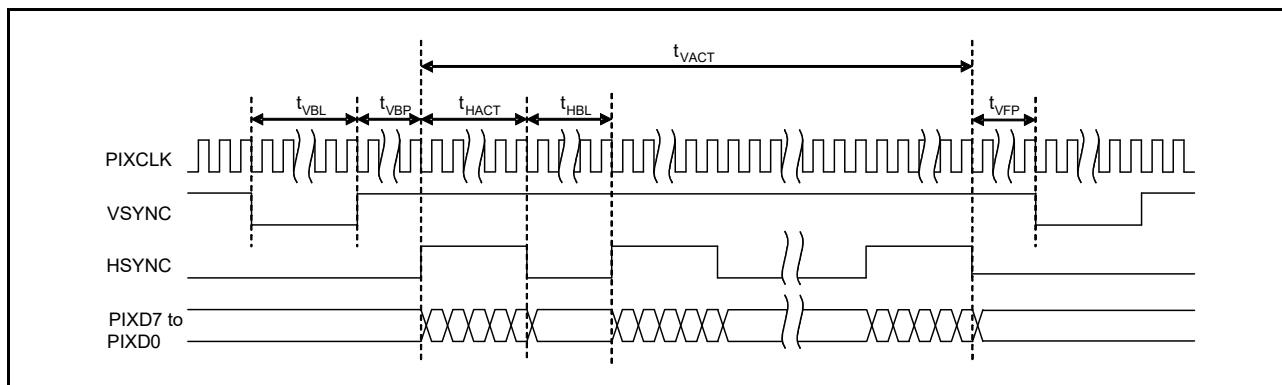 tVACT
tVBL tVBP tHACT tHBL tVFP
PIXCLK
VSYNC
HSYNC
PIXD7 to
PIXD0